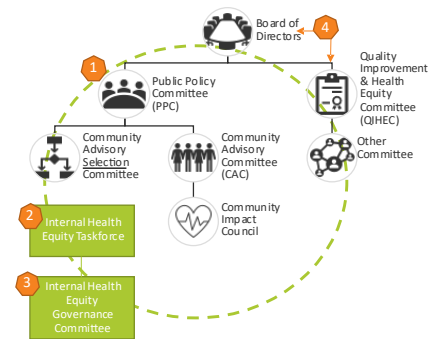 Board of
Directors
4
1
Public Policy
Committee
(PPC)
Quality
Improvement
& Health
Equity
Committee
(QIHEC)
Community
Advisory
Selection
Committee
Community
Advisory
Committee
(CAC)
Other
Committee
Community
Impact
Council
2
Internal Health
Equity Taskforce
3
Internal Health
Equity
Governance
Committee